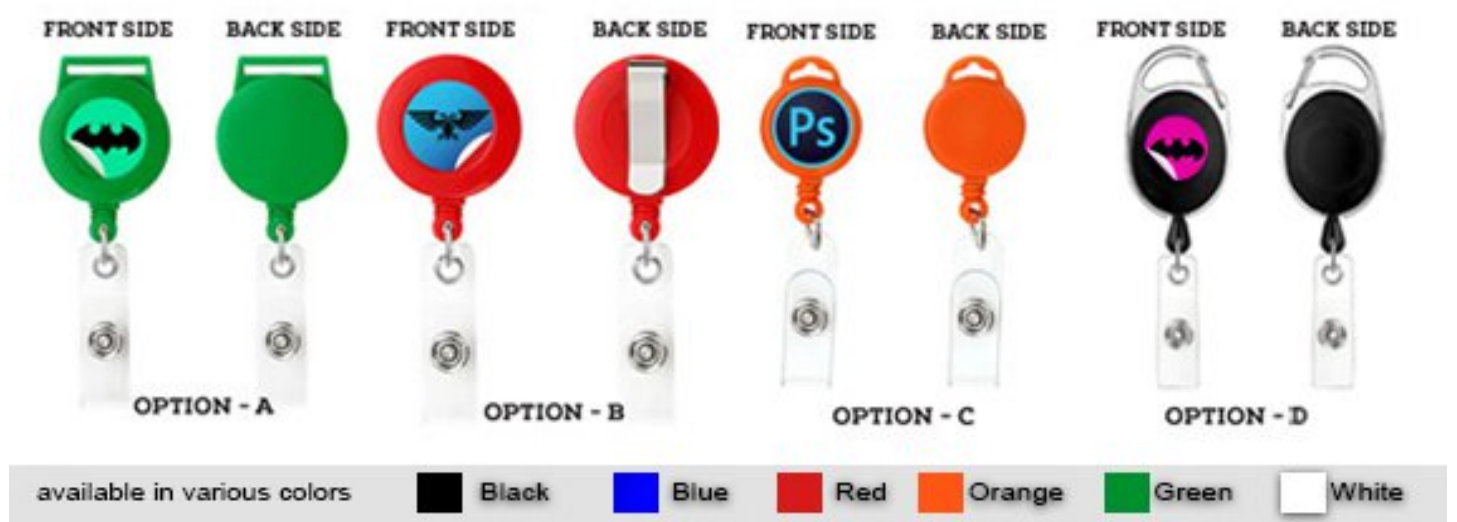 FRONT SIDE BACK SIDE FRONT SIDE BACK SIDE FRONT SIDE BACK SIDE FRONT SIDE BACK SIDE
Ps
OPTION - A OPTION - B OPTION - C OPTION - D
available in various colors Black Blue Red Orange Green White